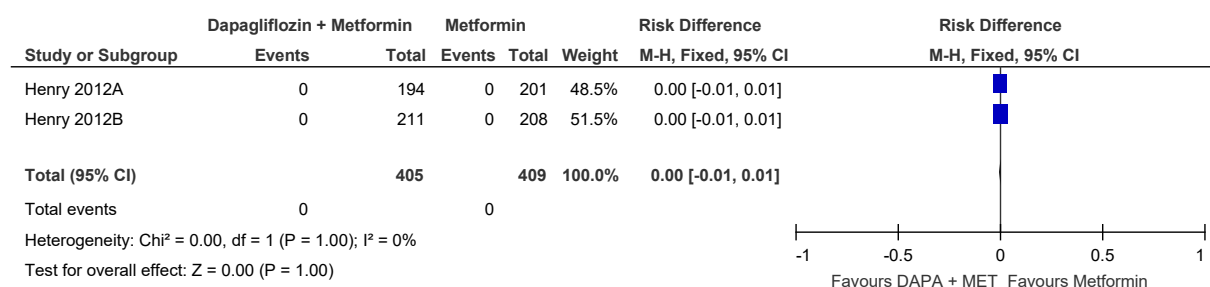 Dapagliflozin + Metformin Metformin Risk Difference Risk Difference
Study or Subgroup Events Total Events Total Weight M-H, Fixed, 95% CI M-H, Fixed, 95% CI
Henry 2012A 0 194 0 201 48.5% 0.00 [-0.01, 0.01]
Henry 2012B 0 211 0 208 51.5% 0.00 [-0.01, 0.01]
Total (95% CI) 405 409 100.0% 0.00 [-0.01, 0.01]
Total events 0 0
Heterogeneity: Chi² = 0.00, df = 1 (P = 1.00); I² = 0%
Test for overall effect: Z = 0.00 (P = 1.00)
-1 -0.5 0 0.5 1
Favours DAPA + MET Favours Metformin